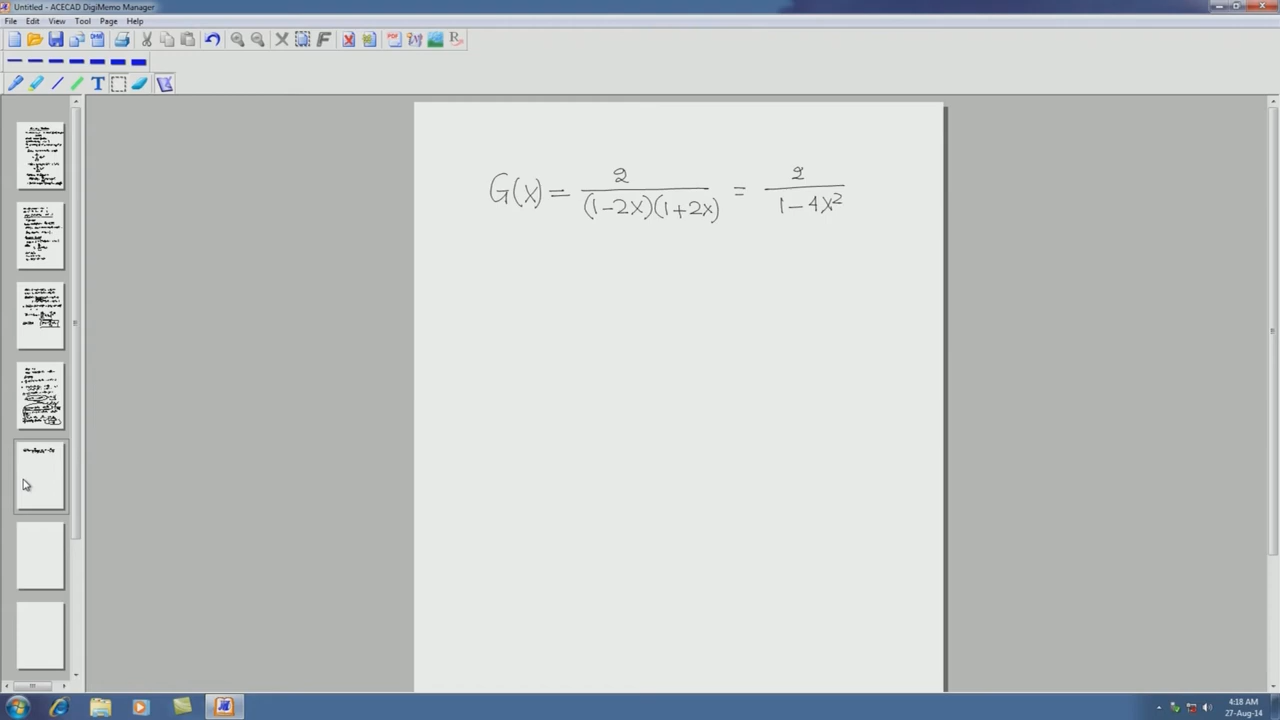 Untitled - ACECAD DigiMemo Manager
File Edit View Tool Page Help
G(x) = 2 / (1-2x)(1+2x) = 2 / 1-4x²
4:18 AM
27-Aug-14